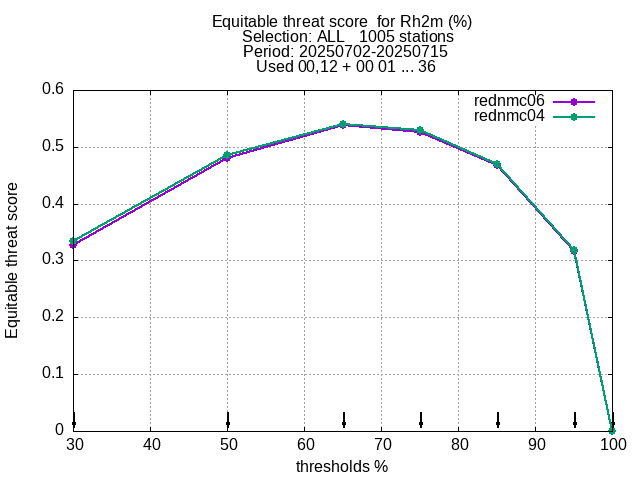 Equitable threat score  for Rh2m (%)
Selection: ALL   1005 stations
Period: 20250702-20250715
Used 00,12 + 00 01 ... 36
rednmc06
rednmc04
Equitable threat score
0.6
0.5
0.4
0.3
0.2
0.1
0
30 40 50 60 70 80 90 100
thresholds %